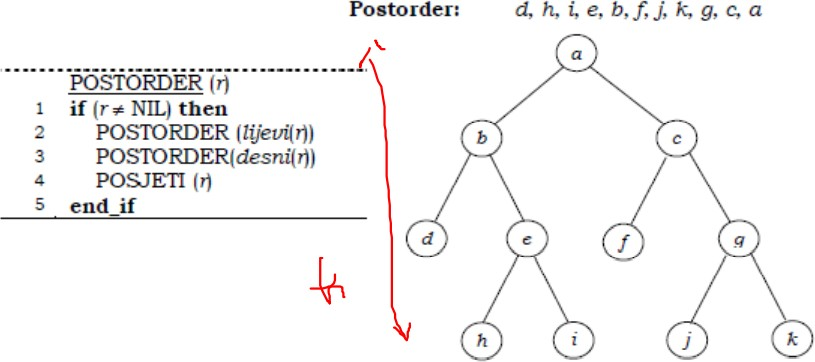 Postorder: d, h, i, e, b, f, j, k, g, c, a
POSTORDER (r)
1 if (r ≠ NIL) then
2 POSTORDER (lijevi(r))
3 POSTORDER(desni(r))
4 POSJETI (r)
5 end_if
a
b c
d e f g
h i j k